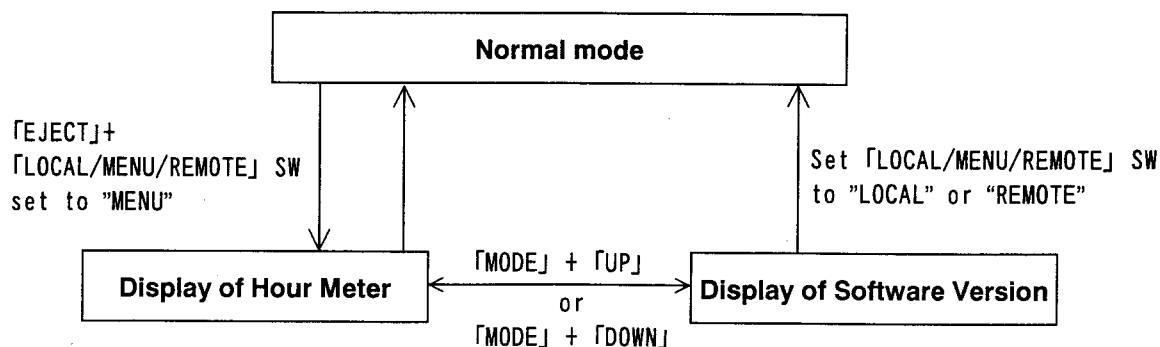 Normal mode
「EJECT」+
「LOCAL/MENU/REMOTE」 SW
set to ”MENU”
Set 「LOCAL/MENU/REMOTE」 SW
to ”LOCAL” or “REMOTE”
Display of Hour Meter
「MODE」 + 「UP」
or
「MODE」 + 「DOWN」
Display of Software Version